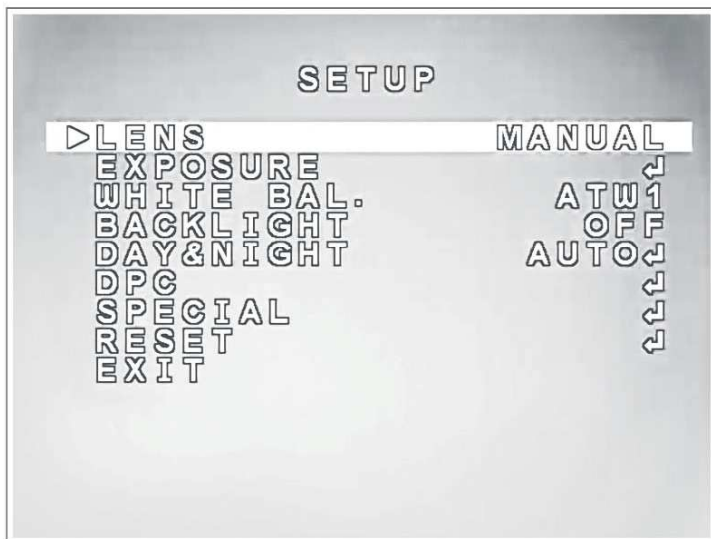 SETUP
▷LENS MANUAL
EXPOSURE ↵
WHITE BAL. ATW1
BACKLIGHT OFF
DAY&NIGHT AUTO↵
DPC ↵
SPECIAL ↵
RESET ↵
EXIT